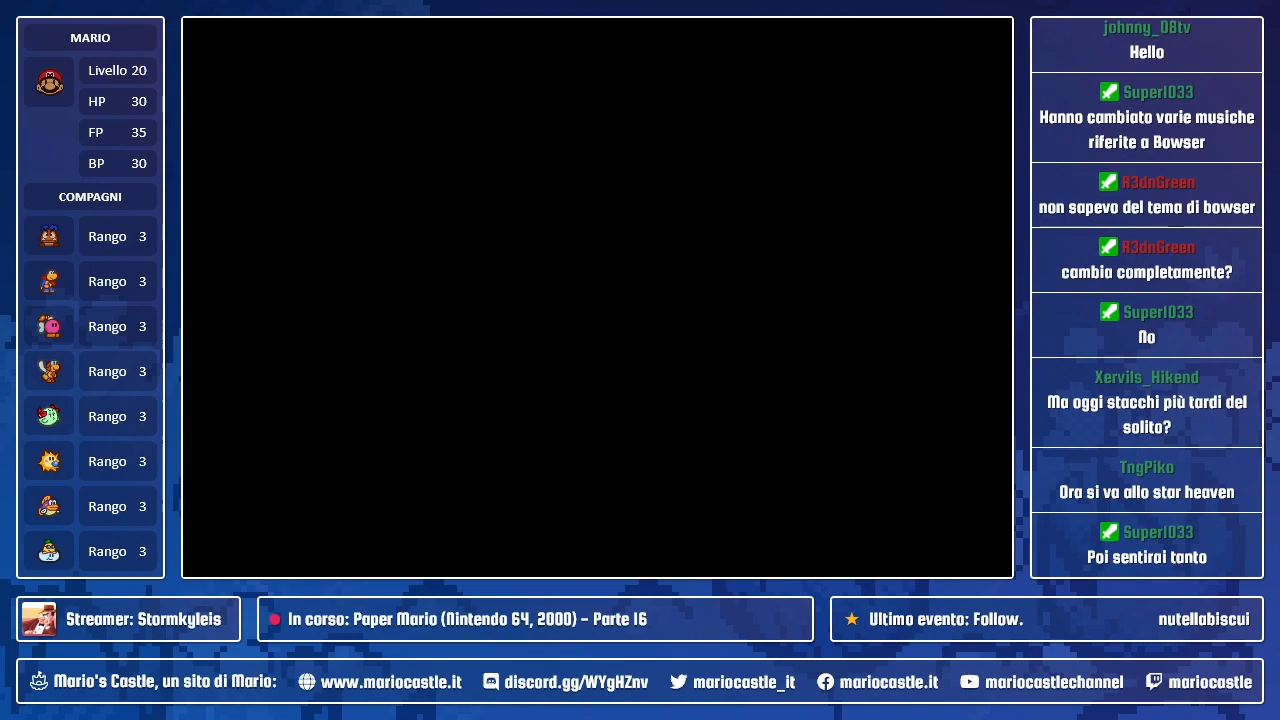 MARIO
Livello 20
HP 30
FP 35
BP 30
COMPAGNI
Rango 3
Rango 3
Rango 3
Rango 3
Rango 3
Rango 3
Rango 3
Rango 3
johnny_08tv
Hello
Super1033
Hanno cambiato varie musiche
riferite a Bowser
R3dnGreen
non sapevo del tema di bowser
R3dnGreen
cambia completamente?
Super1033
No
Xervils_Hikend
Ma oggi stacchi più tardi del
solito?
TngPiko
Ora si va allo star heaven
Super1033
Poi sentirai tanto
Streamer: Stormkyleis
In corso: Paper Mario (Nintendo 64, 2000) - Parte 16
Ultimo evento: Follow. nutellabiscui
Mario's Castle, un sito di Mario: www.mariocastle.it discord.gg/WYgHZnv mariocastle_it mariocastle.it mariocastlechannel mariocastle